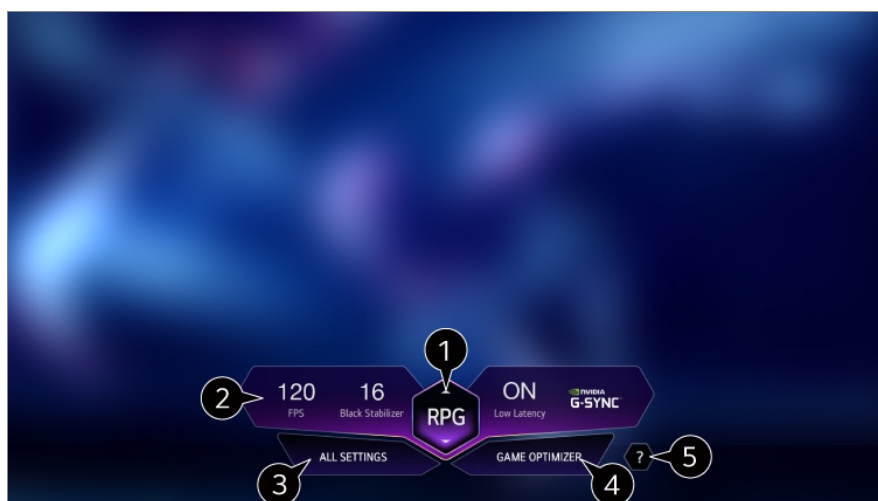 1
2
120
FPS
16
Black Stabilizer
RPG
ON
Low Latency
NVIDIA
G-SYNC
3
ALL SETTINGS
GAME OPTIMIZER
4
?
5